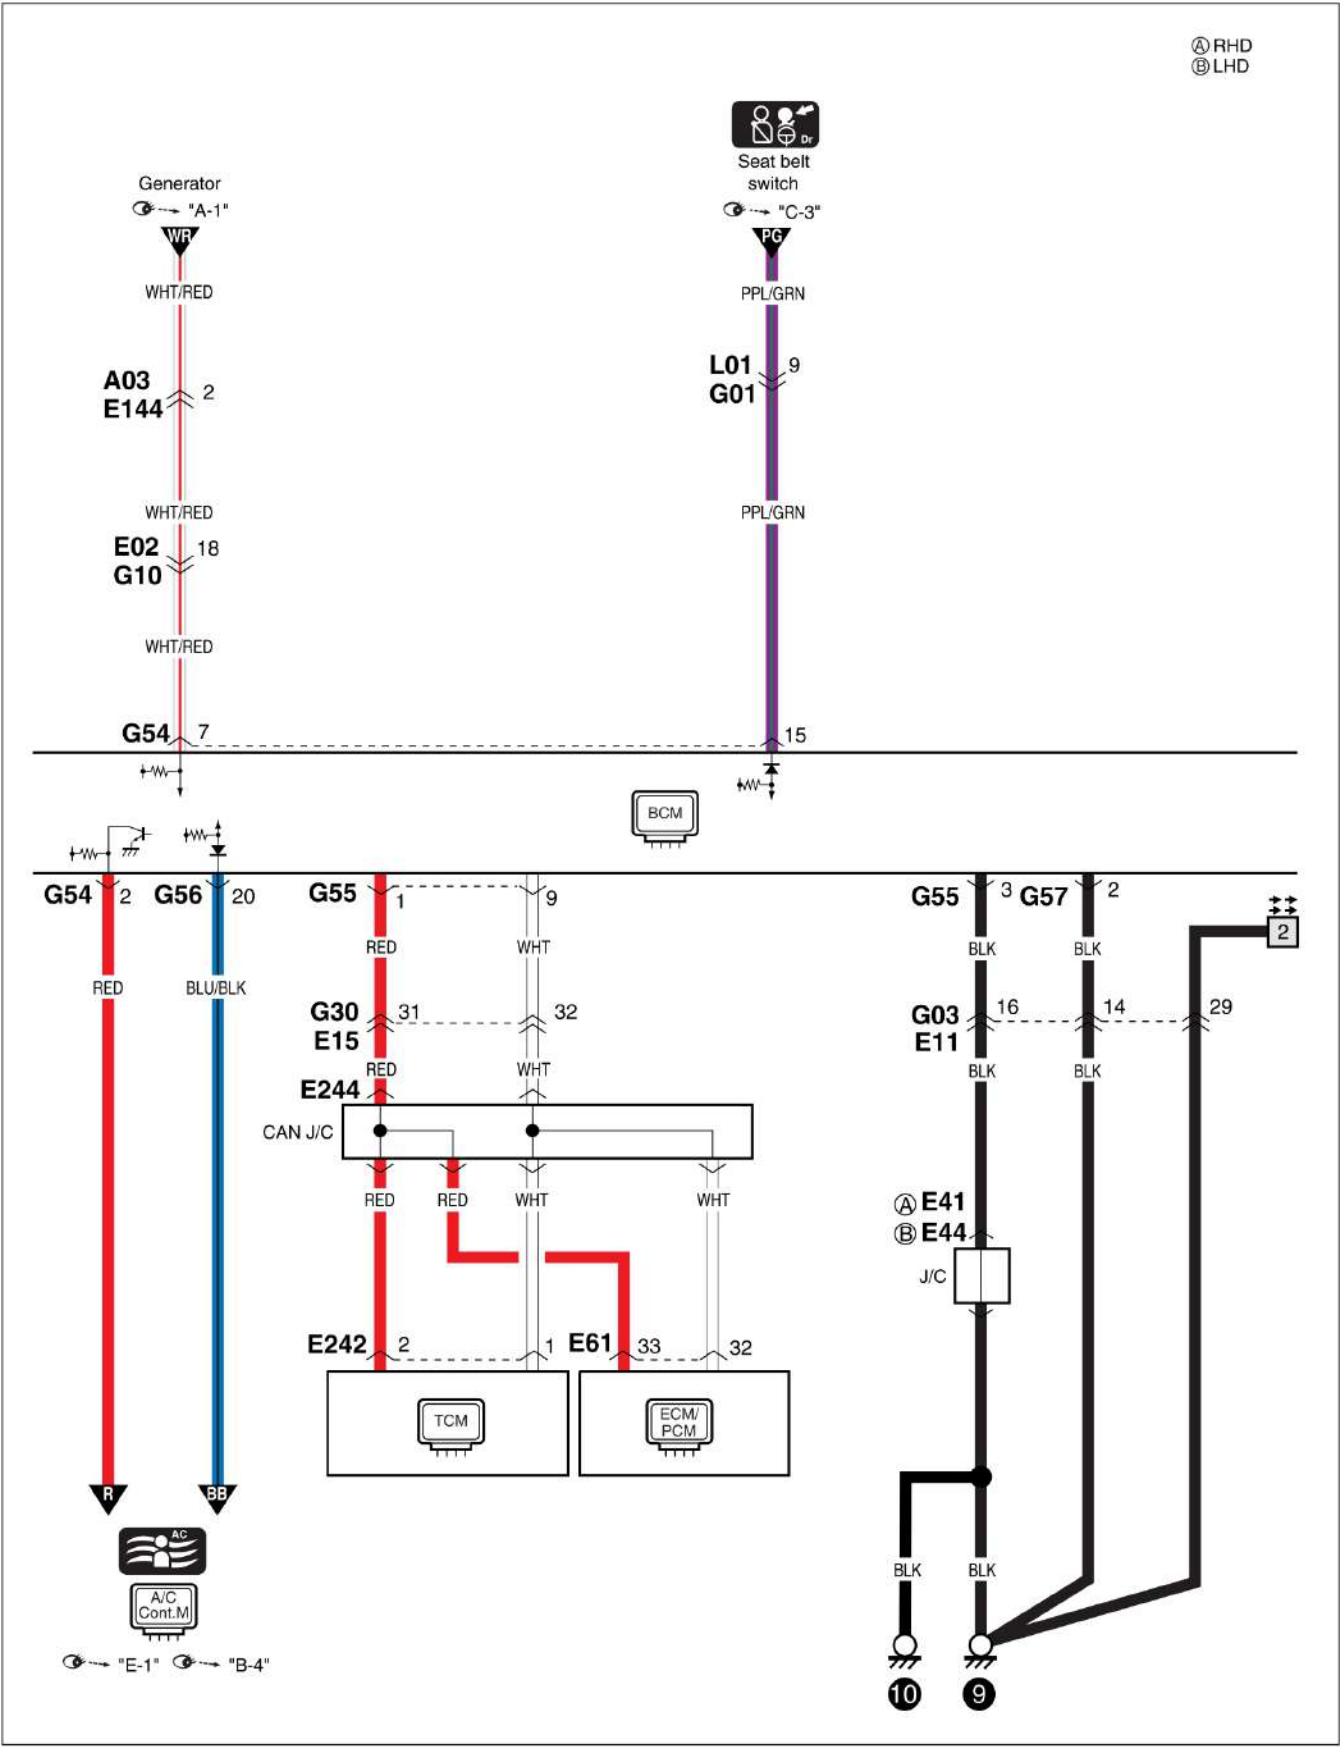 Ⓐ RHD
Ⓑ LHD
Dr
Seat belt
switch
"C-3"
PG
Generator
"A-1"
WR
WHT/RED
PPL/GRN
L01
9
G01
A03
2
E144
WHT/RED
PPL/GRN
E02
18
G10
WHT/RED
G54
7
15
BCM
G54
2
G56
20
G55
1
9
G55
3
G57
2
2
RED
WHT
BLK
BLK
RED
BLU/BLK
G30
31
32
E15
G03
16
14
29
E11
RED
WHT
BLK
BLK
E244
CAN J/C
RED
RED
WHT
WHT
Ⓐ E41
Ⓑ E44
J/C
E242
2
1
E61
33
32
TCM
ECM/
PCM
R
BB
AC
A/C
Cont.M
"E-1"
"B-4"
BLK
BLK
10
9